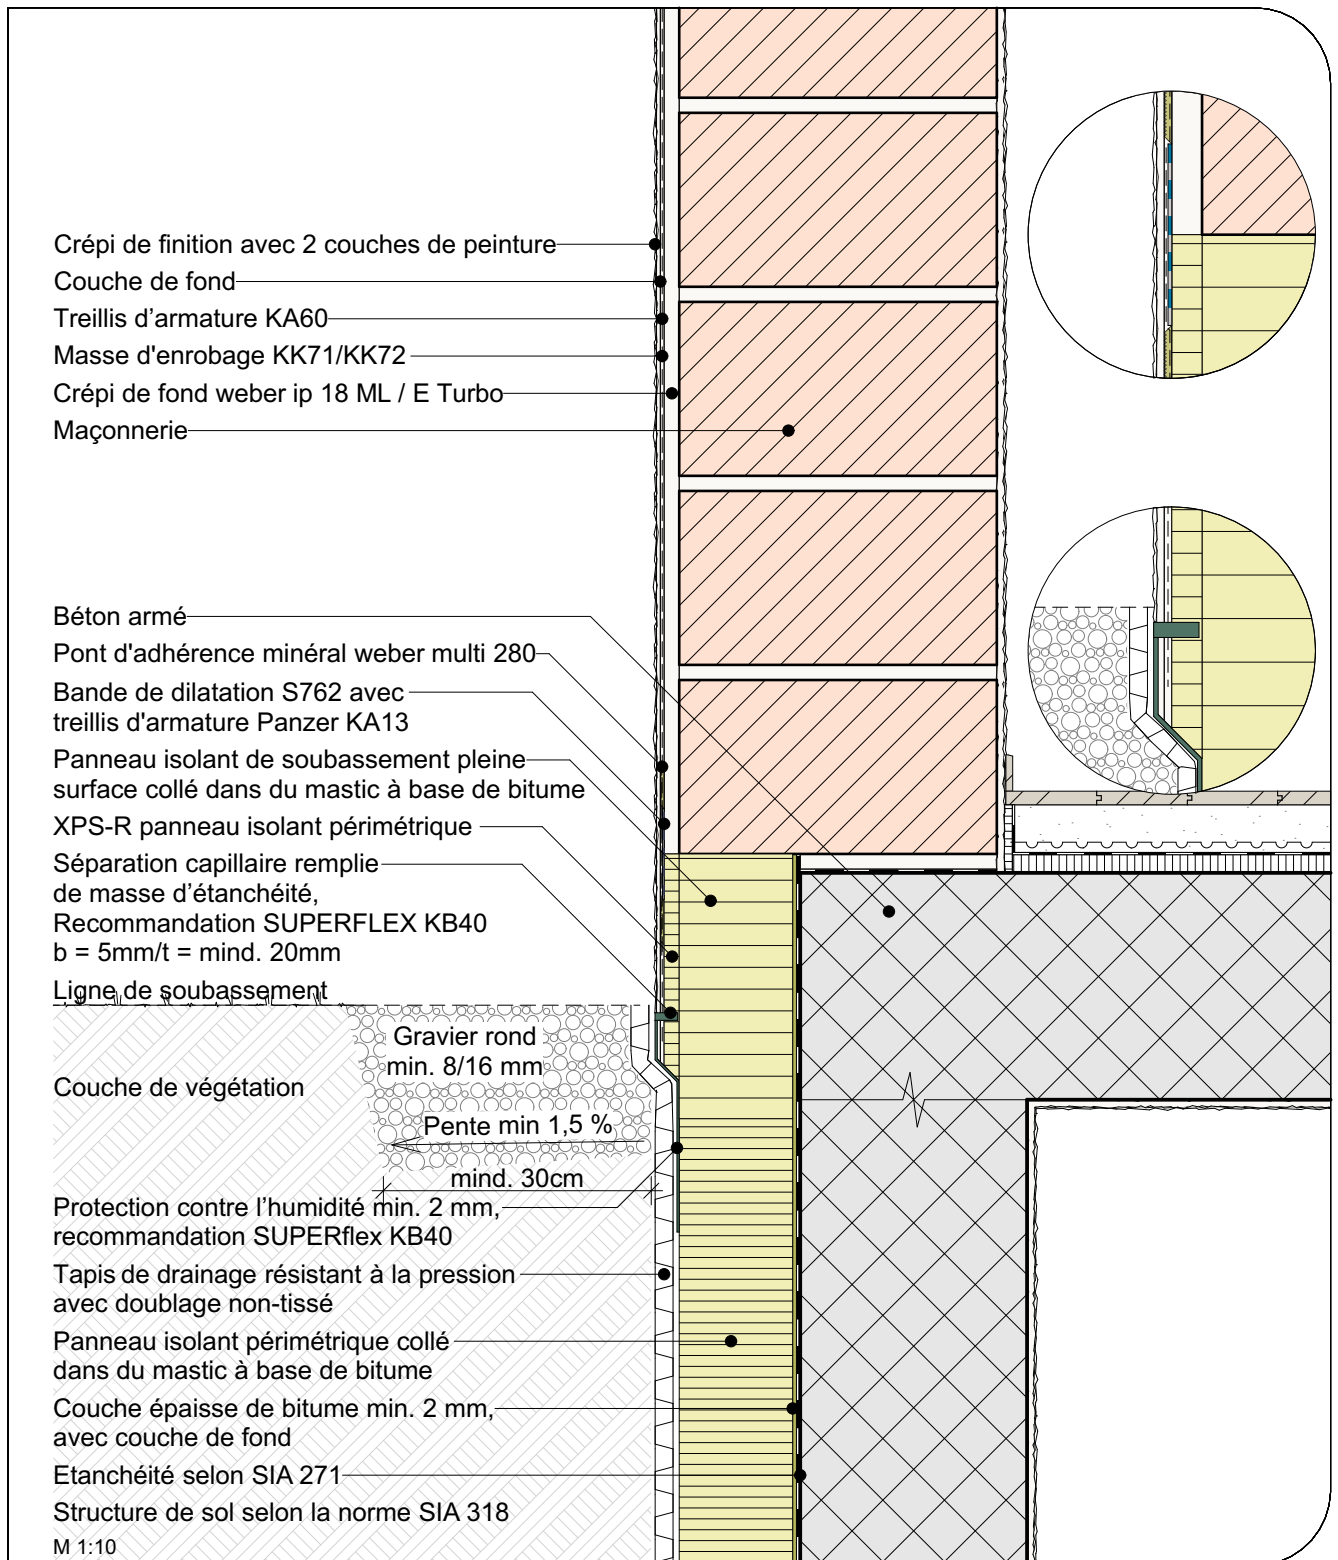 Crépi de finition avec 2 couches de peinture
Couche de fond
Treillis d'armature KA60
Masse d'enrobage KK71/KK72
Crépi de fond weber ip 18 ML / E Turbo
Maçonnerie
Béton armé
Pont d'adhérence minéral weber multi 280
Bande de dilatation S762 avec
treillis d'armature Panzer KA13
Panneau isolant de soubassement pleine
surface collé dans du mastic à base de bitume
XPS-R panneau isolant périmétrique
Séparation capillaire remplie
de masse d’étanchéité,
Recommandation SUPERFLEX KB40
b = 5mm/t = mind. 20mm
Ligne de soubassement
Gravier rond
min. 8/16 mm
Couche de végétation
Pente min 1,5 %
mind. 30cm
Protection contre l’humidité min. 2 mm,
recommandation SUPERflex KB40
Tapis de drainage résistant à la pression
avec doublage non-tissé
Panneau isolant périmétrique collé
dans du mastic à base de bitume
Couche épaisse de bitume min. 2 mm,
avec couche de fond
Etanchéité selon SIA 271
Structure de sol selon la norme SIA 318
M 1:10